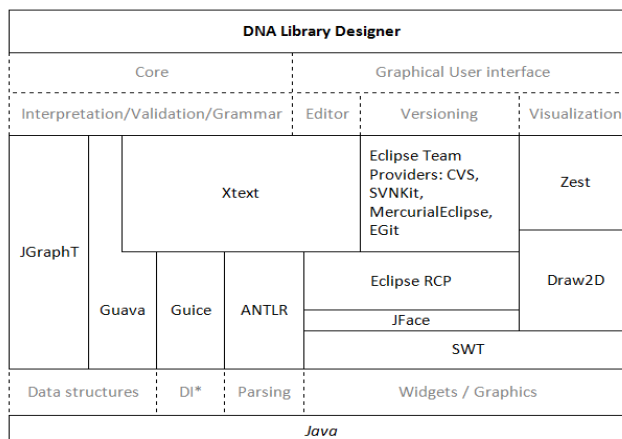 DNA Library Designer
Core
Graphical User interface
Interpretation/Validation/Grammar
Editor
Versioning
Visualization
Eclipse Team
Providers: CVS,
SVNKit,
MercurialEclipse,
EGit
Xtext
Zest
JGraphT
Guava
Guice
ANTLR
Eclipse RCP
Draw2D
JFace
SWT
Data structures
DI*
Parsing
Widgets / Graphics
Java